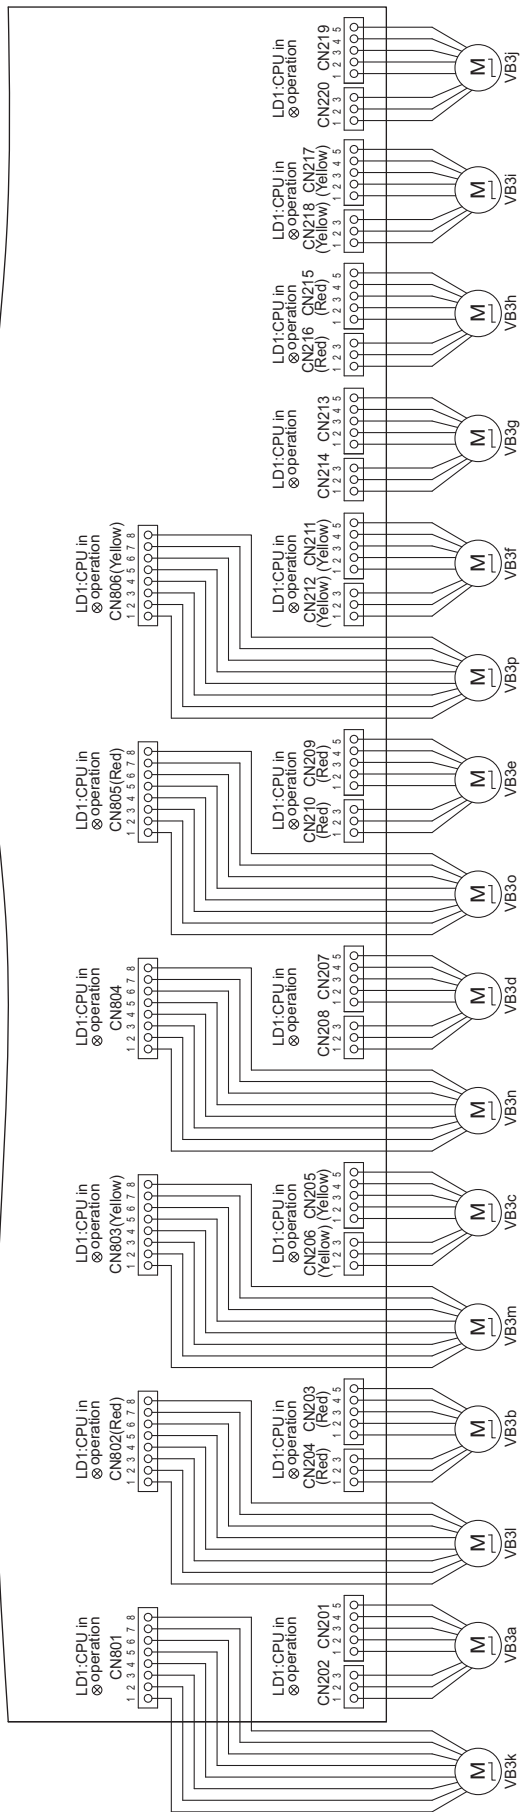 LD1:CPU in
operation
CN801
1 2 3 4 5 6 7 8
LD1:CPU in
operation
CN802(Red)
1 2 3 4 5 6 7 8
LD1:CPU in
operation
CN803(Yellow)
1 2 3 4 5 6 7 8
LD1:CPU in
operation
CN804
1 2 3 4 5 6 7 8
LD1:CPU in
operation
CN805(Red)
1 2 3 4 5 6 7 8
LD1:CPU in
operation
CN806(Yellow)
1 2 3 4 5 6 7 8
LD1:CPU in
operation
CN202 CN201
1 2 3 1 2 3 4 5
LD1:CPU in
operation
CN204 CN203
(Red) (Red)
1 2 3 1 2 3 4 5
LD1:CPU in
operation
CN206 CN205
(Yellow) (Yellow)
1 2 3 1 2 3 4 5
LD1:CPU in
operation
CN208 CN207
1 2 3 1 2 3 4 5
LD1:CPU in
operation
CN210 CN209
(Red) (Red)
1 2 3 1 2 3 4 5
LD1:CPU in
operation
CN212 CN211
(Yellow) (Yellow)
1 2 3 1 2 3 4 5
LD1:CPU in
operation
CN214 CN213
1 2 3 1 2 3 4 5
LD1:CPU in
operation
CN216 CN215
(Red) (Red)
1 2 3 1 2 3 4 5
LD1:CPU in
operation
CN218 CN217
(Yellow) (Yellow)
1 2 3 1 2 3 4 5
LD1:CPU in
operation
CN220 CN219
1 2 3 1 2 3 4 5
M M M M M M M M M M M M M M M M
VB3k VB3a VB3l VB3b VB3m VB3c VB3n VB3d VB3o VB3e VB3p VB3f VB3g VB3h VB3i VB3j